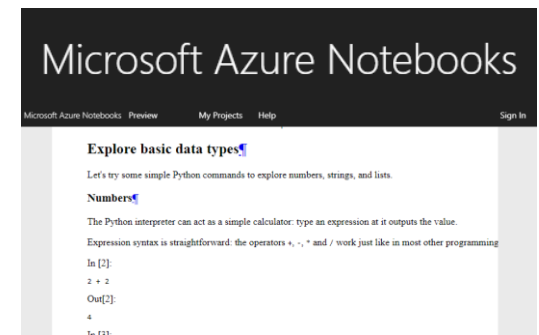 Microsoft Azure Notebooks
Microsoft Azure Notebooks Preview My Projects Help Sign In
Explore basic data types¶
Let's try some simple Python commands to explore numbers, strings, and lists.
Numbers¶
The Python interpreter can act as a simple calculator: type an expression at it outputs the value.
Expression syntax is straightforward: the operators +, -, * and / work just like in most other programming
In [2]:
2 + 2
Out[2]:
4
In [3]: